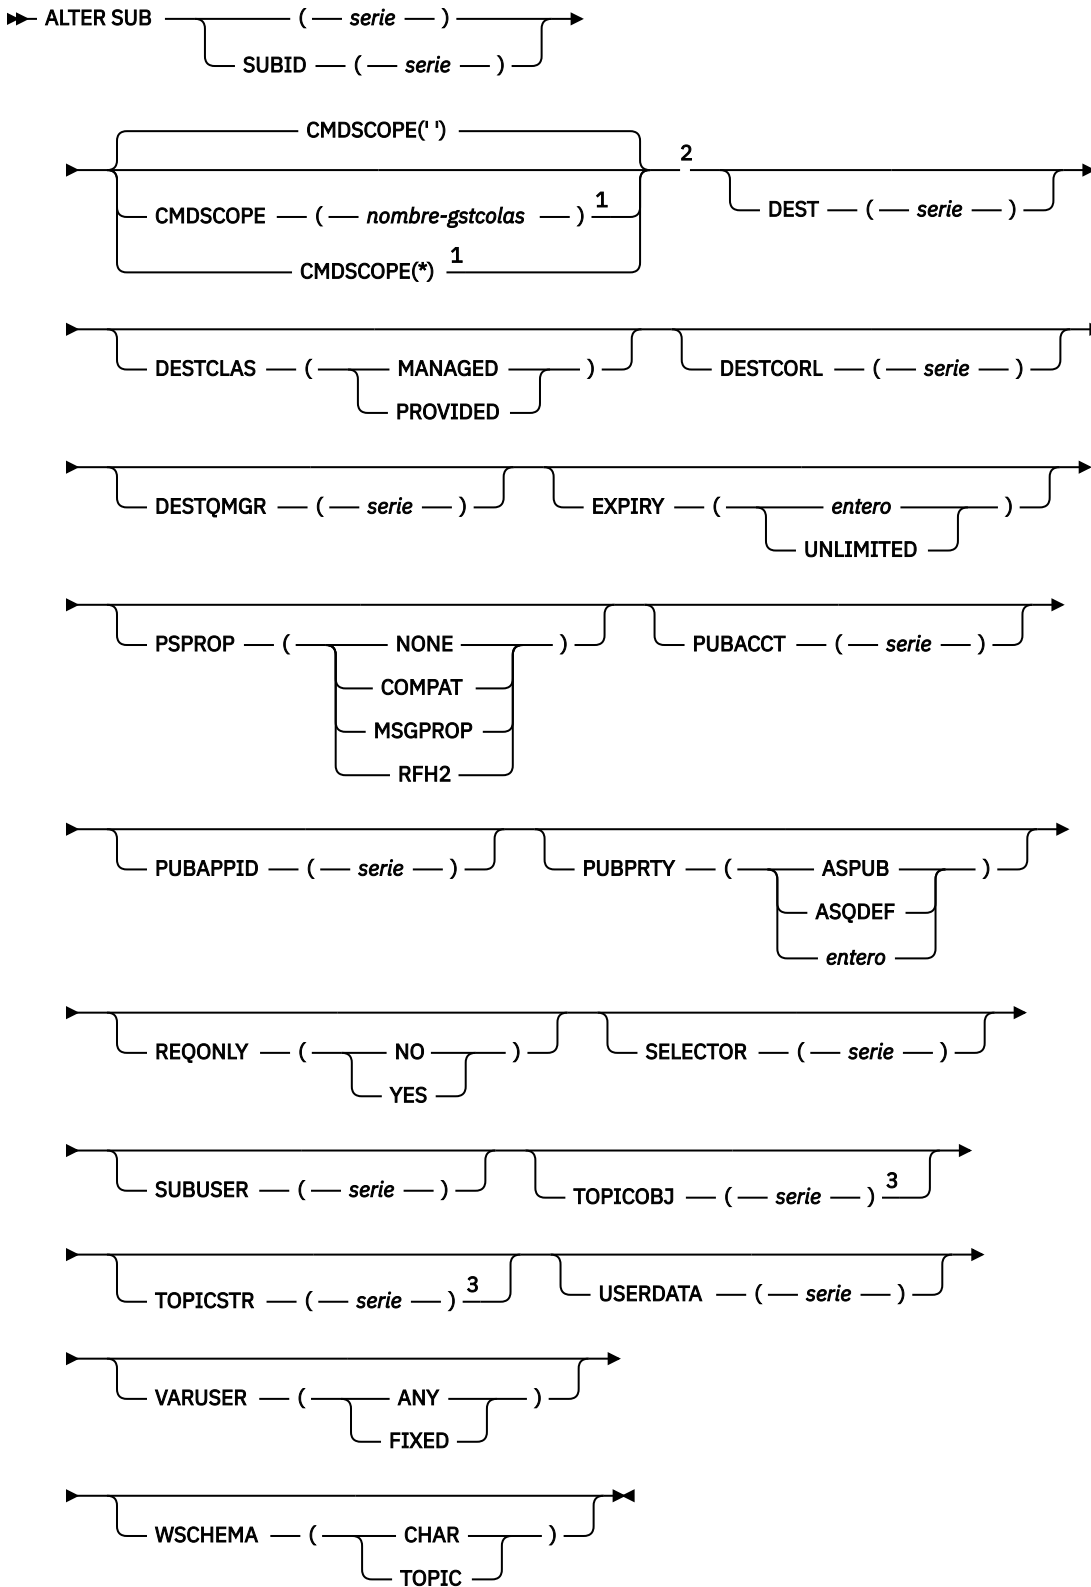 ALTER SUB ( serie )
SUBID ( serie )
CMDSCOPE(' ')
2
CMDSCOPE ( nombre-gstcolas ) 1
DEST ( serie )
CMDSCOPE(*) 1
DESTCLAS ( MANAGED ) DESTCORL ( serie )
PROVIDED
DESTQMGR ( serie ) EXPIRY ( entero )
UNLIMITED
PSPROP ( NONE ) PUBACCT ( serie )
COMPAT
MSGPROP
RFH2
PUBAPPID ( serie ) PUBPRTY ( ASPUB )
ASQDEF
entero
REQONLY ( NO ) SELECTOR ( serie )
YES
SUBUSER ( serie ) TOPICOBJ ( serie ) 3
TOPICSTR ( serie ) 3 USERDATA ( serie )
VARUSER ( ANY )
FIXED
WSCHEMA ( CHAR )
TOPIC